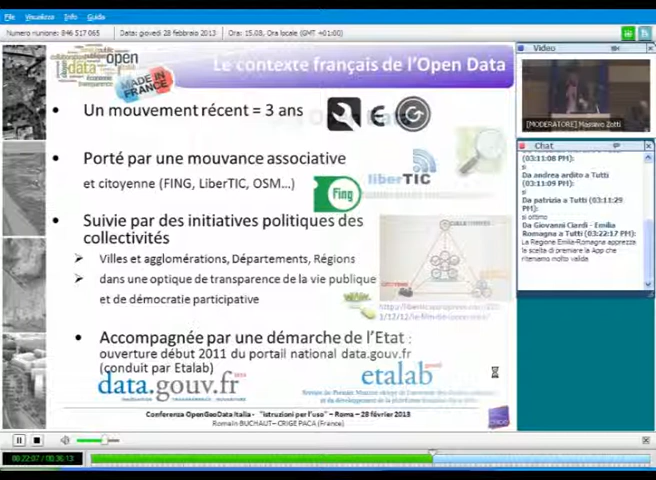 File Visualizza Info Guida
Numero riunione: 846 517 065 Data: giovedì 28 febbraio 2013 Ora: 15.08, Ora locale (GMT +01:00)
open
data
MADE IN
FRANCE
Le contexte français de l'Open Data
• Un mouvement récent = 3 ans
• Porté par une mouvance associative
et citoyenne (FING, LiberTIC, OSM...)
Fing
liberTIC
• Suivie par des initiatives politiques des
collectivités
➢ Villes et agglomérations, Départements, Régions
➢ dans une optique de transparence de la vie publique
et de démocratie participative
• Accompagnée par une démarche de l'Etat :
ouverture début 2011 du portail national data.gouv.fr
(conduit par Etalab)
data.gouv.fr
etalab
Conferenza OpenGeoData Italia - "Istruzioni per l'uso" – Roma – 28 février 2013
Romain BUCHAUT – CRIGE PACA (France)
Video
[MODERATORE] Massimo Zotti
Chat
(03:11:08 PM):
si
Da andrea ardito a Tutti
(03:11:09 PM):
si
Da patrizia a Tutti (03:11:29
PM):
si ottimo
Da Giovanni Ciardi - Emilia
Romagna a Tutti (03:22:17 PM):
La Regione Emilia-Romagna apprezza
la scelta di premiare la App che
riteniamo molto valida
00:22:07 / 00:36:13